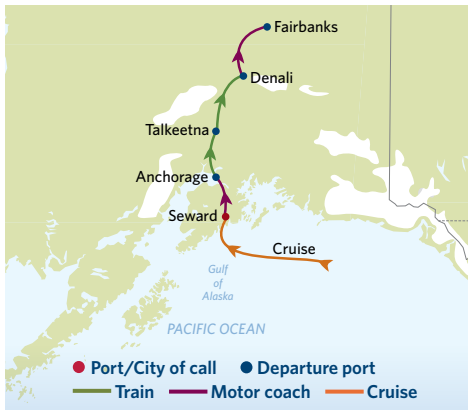 Fairbanks
Denali
Talkeetna
Anchorage
Seward
Cruise
Gulf
of
Alaska
PACIFIC OCEAN
Port/City of call
Departure port
Train
Motor coach
Cruise